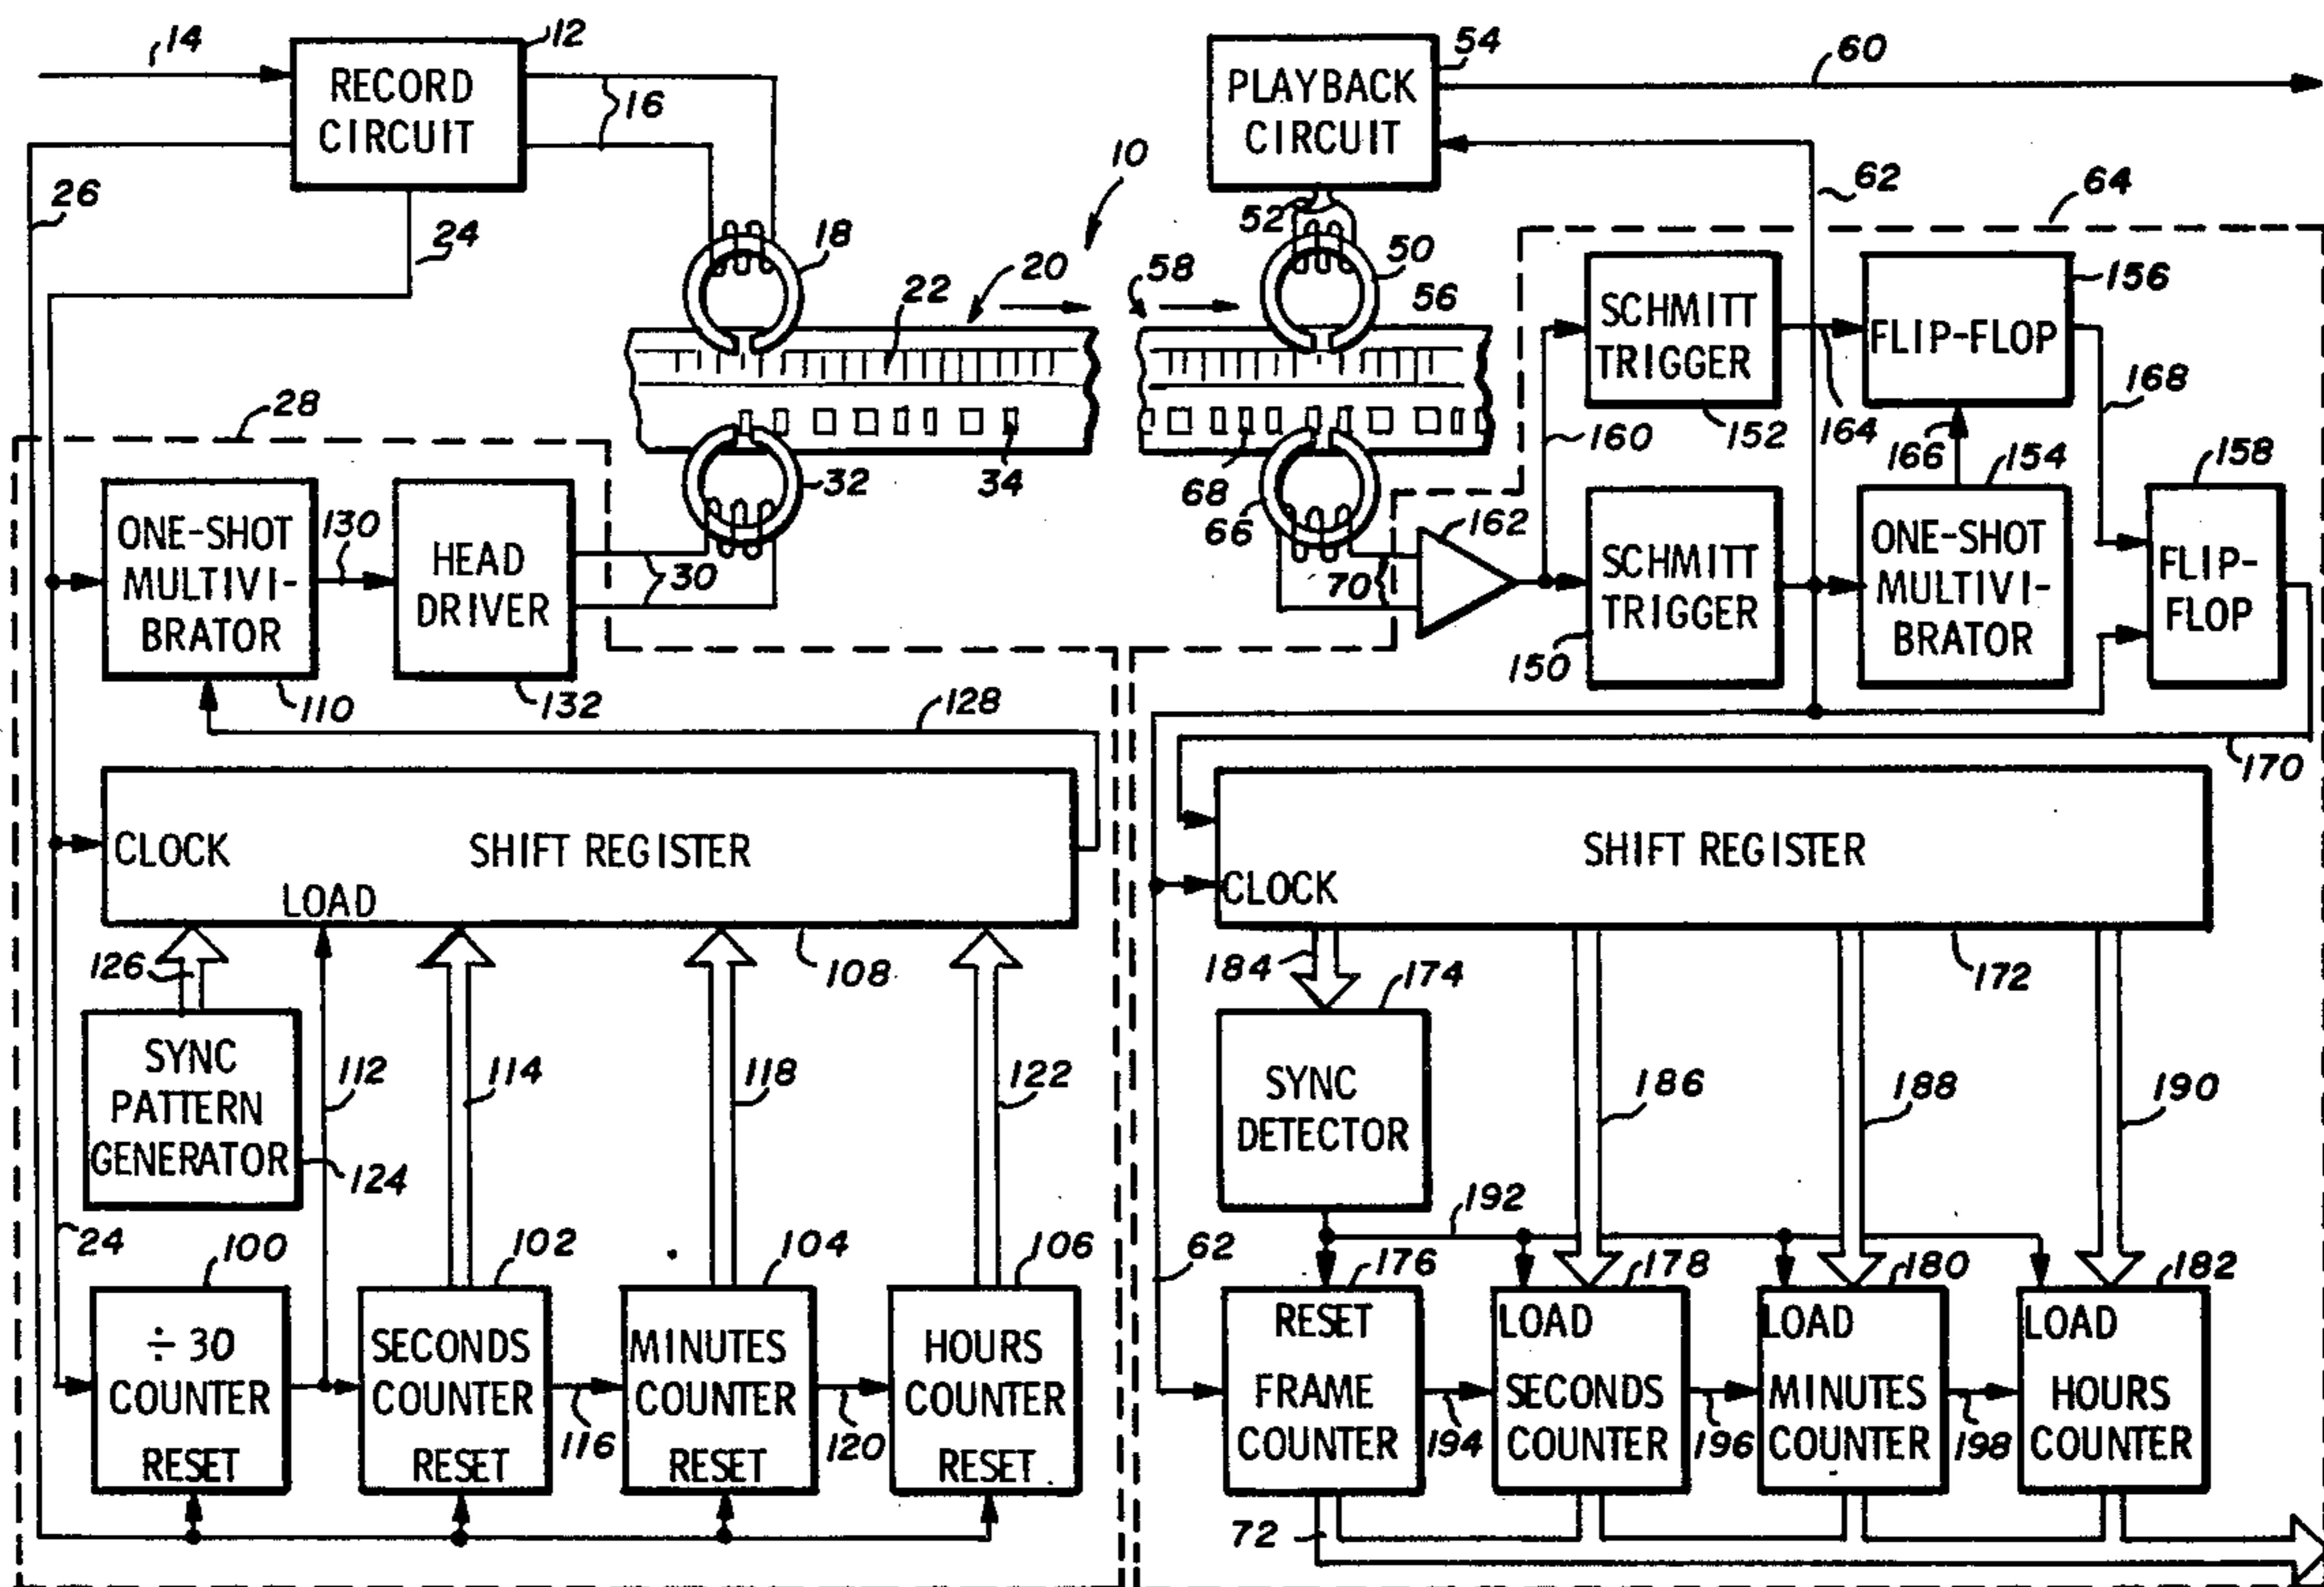 14
RECORD
CIRCUIT
12
16
26
24
18
10
20
22
34
32
28
ONE-SHOT
MULTIVI-
BRATOR
110
130
HEAD
DRIVER
132
30
128
CLOCK
SHIFT REGISTER
LOAD
108
126
SYNC
PATTERN
GENERATOR
124
112
114
118
122
24
100
÷ 30
COUNTER
RESET
102
SECONDS
COUNTER
RESET
116
104
MINUTES
COUNTER
RESET
120
106
HOURS
COUNTER
RESET
PLAYBACK
CIRCUIT
54
60
62
64
52
50
58
56
68
66
70
162
160
SCHMITT
TRIGGER
152
164
FLIP-FLOP
156
168
166
154
158
SCHMITT
TRIGGER
150
ONE-SHOT
MULTIVI-
BRATOR
FLIP-
FLOP
170
SHIFT REGISTER
CLOCK
172
184
174
SYNC
DETECTOR
186
188
190
192
62
176
RESET
FRAME
COUNTER
194
178
LOAD
SECONDS
COUNTER
196
180
LOAD
MINUTES
COUNTER
198
182
LOAD
HOURS
COUNTER
72